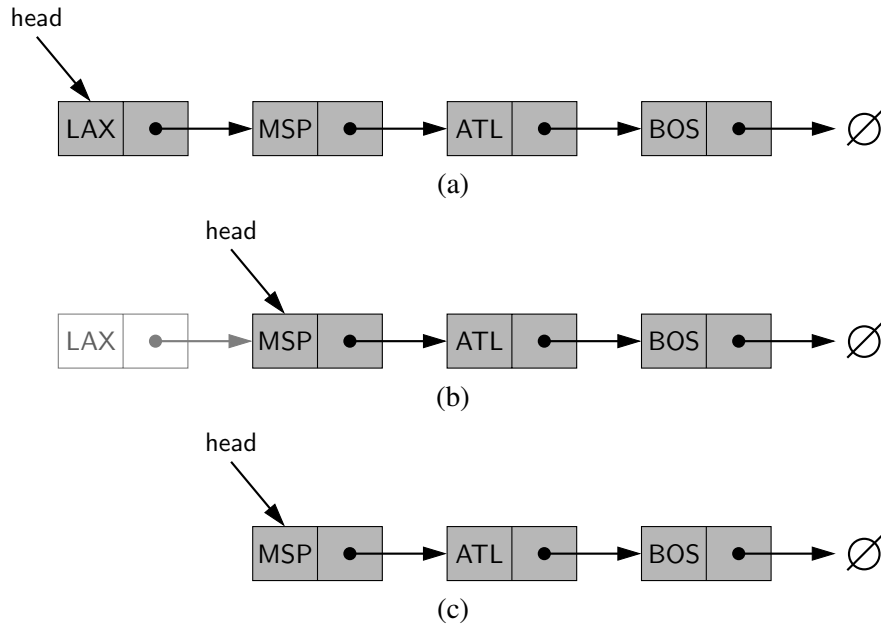 head
LAX MSP ATL BOS ∅
(a)
head
LAX MSP ATL BOS ∅
(b)
head
MSP ATL BOS ∅
(c)